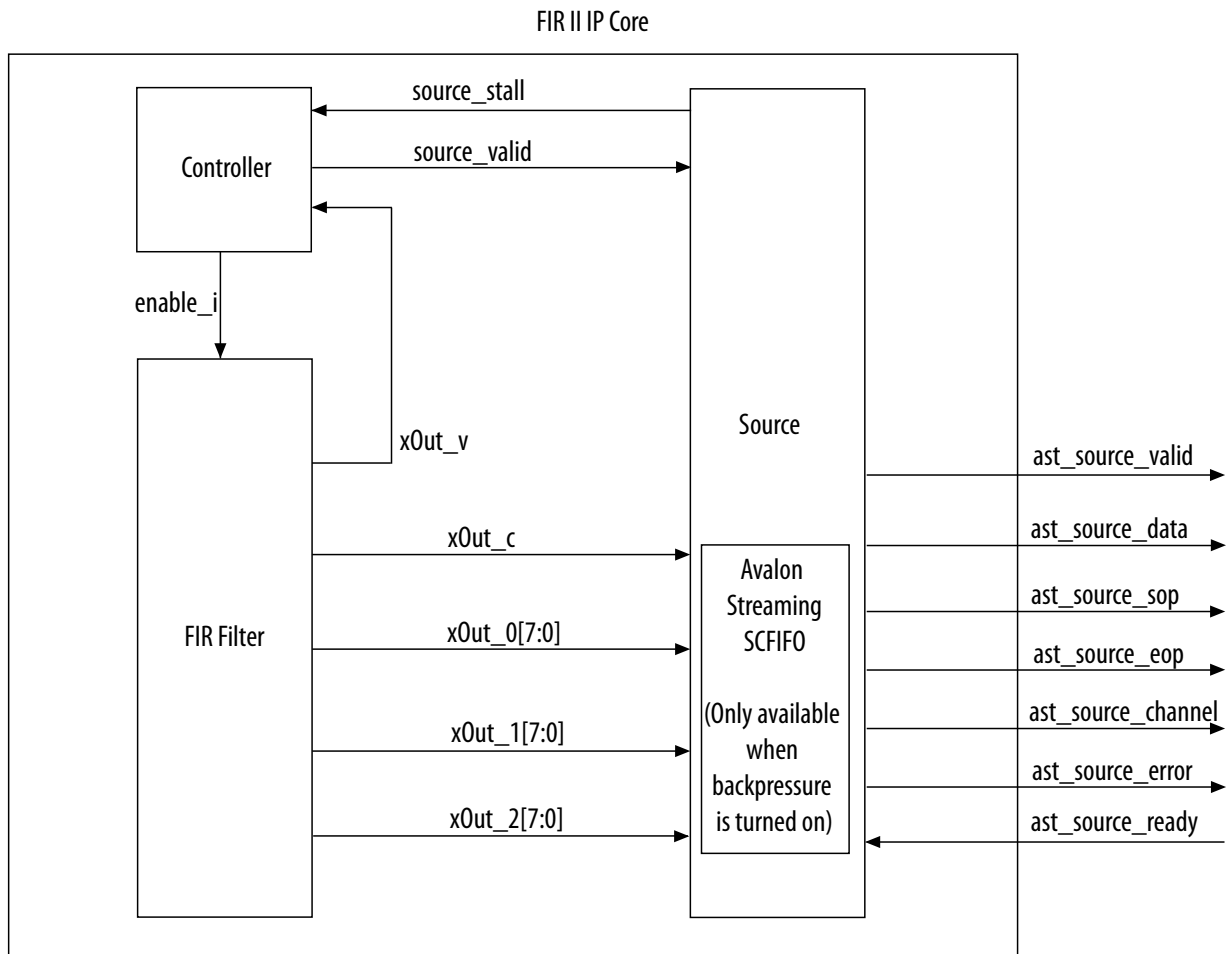 FIR II IP Core
source_stall
source_valid
Controller
enable_i
xOut_v
Source
FIR Filter
xOut_c
xOut_0[7:0]
xOut_1[7:0]
xOut_2[7:0]
Avalon
Streaming
SCFIFO
(Only available
when
backpressure
is turned on)
ast_source_valid
ast_source_data
ast_source_sop
ast_source_eop
ast_source_channel
ast_source_error
ast_source_ready